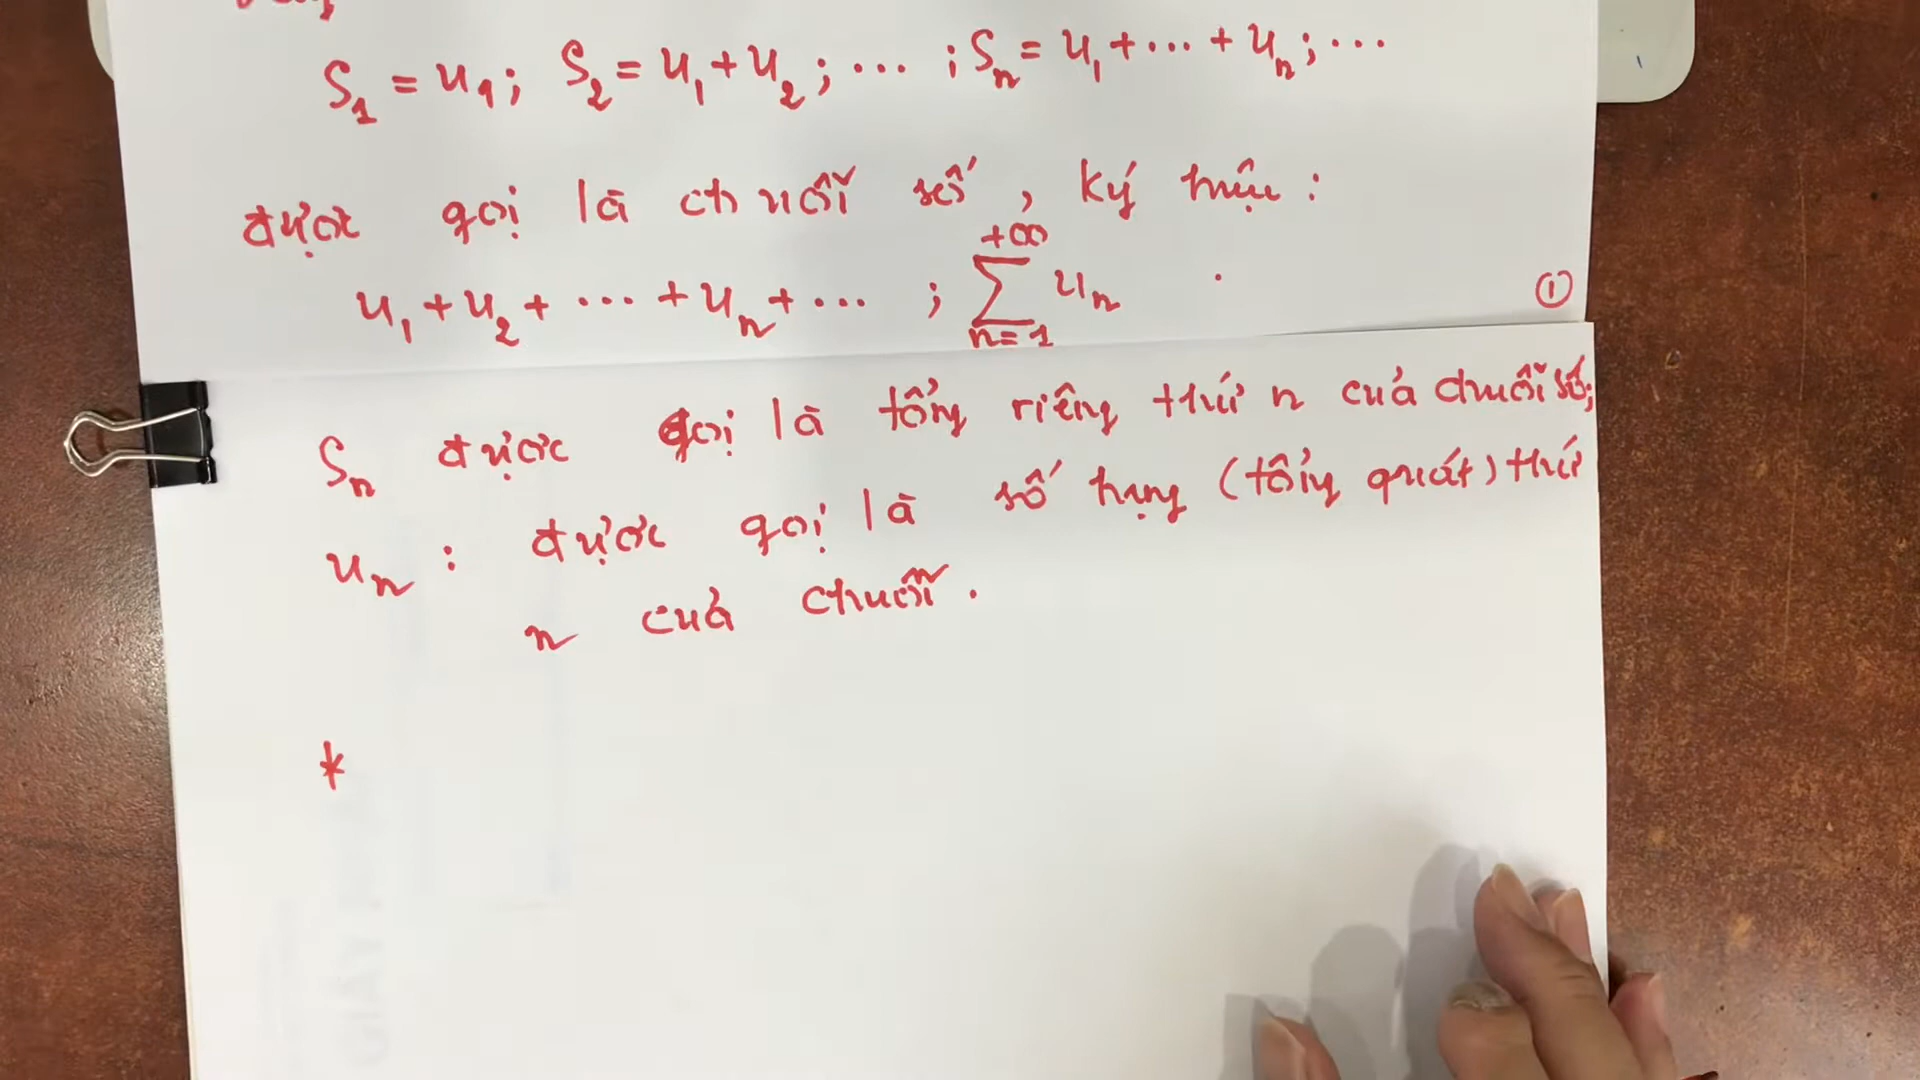 S₁ = u₁; S₂ = u₁ + u₂; ... ; Sₙ = u₁ + ... + uₙ; ...
được gọi là chuỗi số, ký hiệu:
u₁ + u₂ + ... + uₙ + ... ; ∑_{n=1}^{+∞} uₙ .
①
Sₙ được gọi là tổng riêng thứ n của chuỗi số;
uₙ : được gọi là số hạng (tổng quát) thứ
n của chuỗi.
*